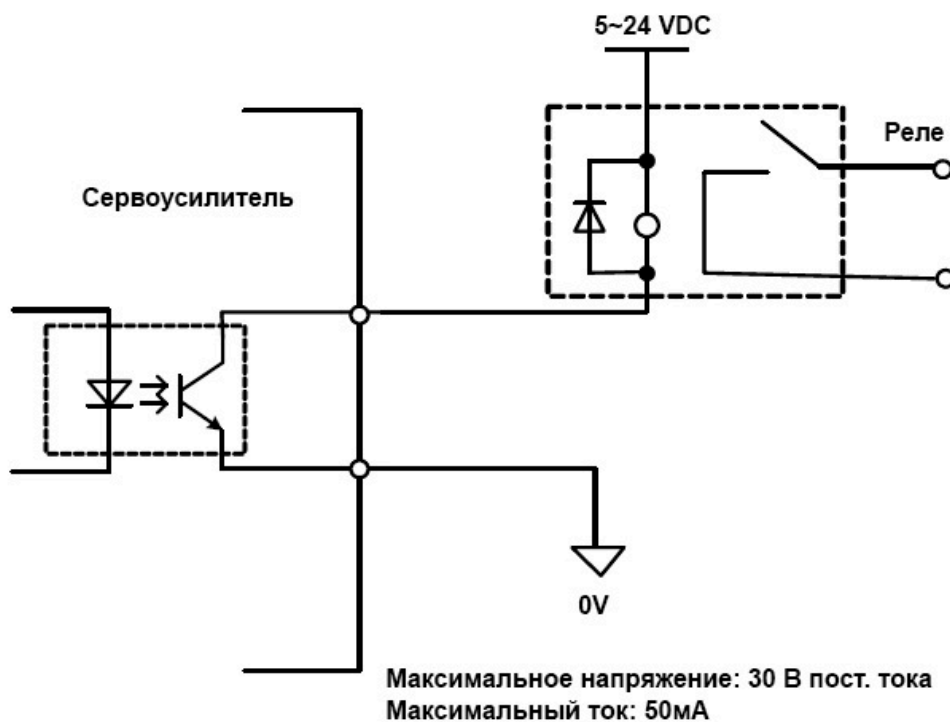 5~24 VDC
Реле
Сервоусилитель
0V
Максимальное напряжение: 30 В пост. тока
Максимальный ток: 50мА